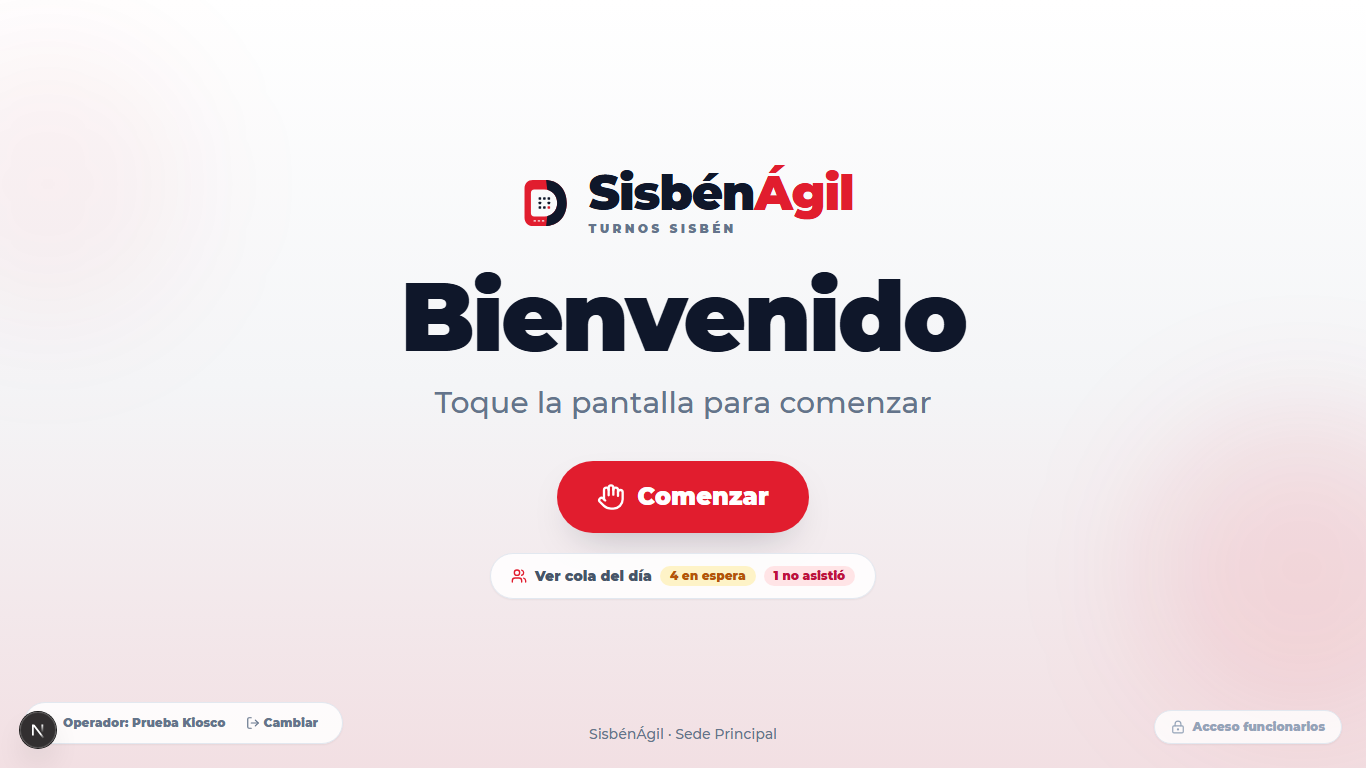 SisbénÁgil
TURNOS SISBÉN
Bienvenido
Toque la pantalla para comenzar
Comenzar
Ver cola del día 4 en espera 1 no asistió
N Operador: Prueba Kiosco Cambiar
SisbénÁgil · Sede Principal
Acceso funcionarios